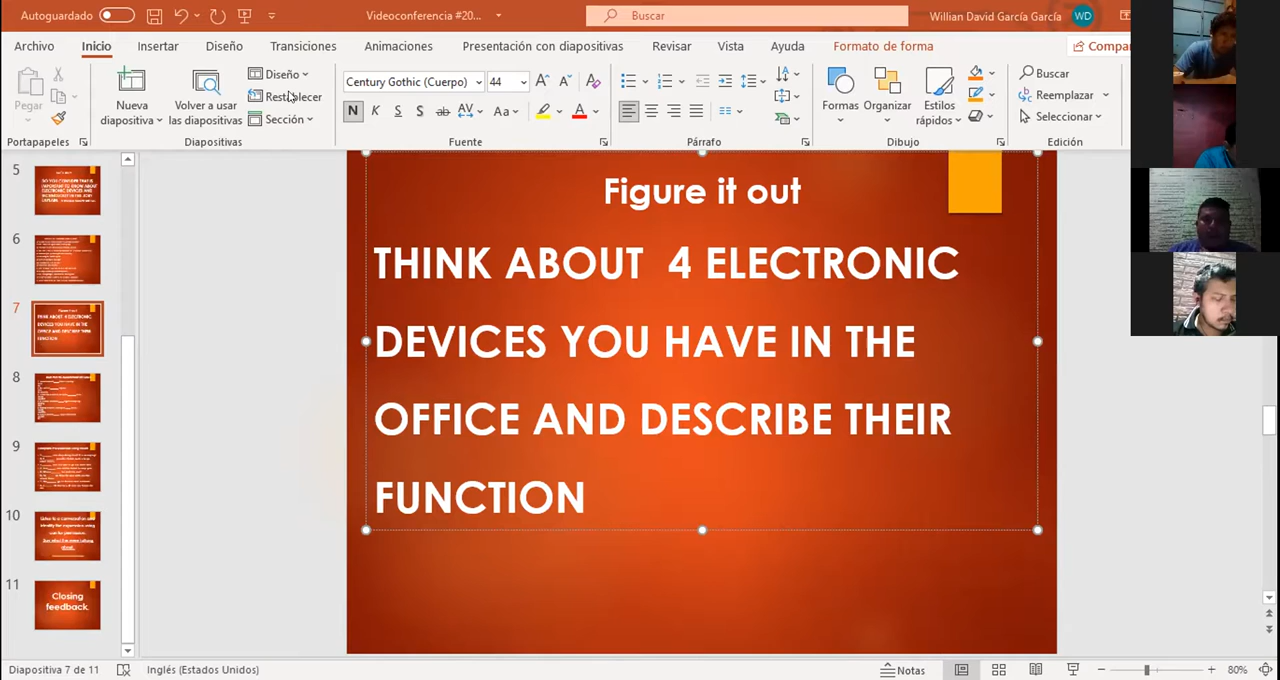 Autoguardado
Videoconferencia #20...
Buscar
Willian David García García
WD
Archivo
Inicio
Insertar
Diseño
Transiciones
Animaciones
Presentación con diapositivas
Revisar
Vista
Ayuda
Formato de forma
Compar
Pegar
Nueva diapositiva
Volver a usar las diapositivas
Diseño
Restablecer
Sección
Century Gothic (Cuerpo)
44
N K S S ab AV Aa
Formas
Organizar
Estilos rápidos
Buscar
Reemplazar
Seleccionar
Portapapeles
Diapositivas
Fuente
Párrafo
Dibujo
Edición
5
6
7
8
9
10
11
Closing
feedback.
Figure it out
THINK ABOUT 4 ELECTRONIC
DEVICES YOU HAVE IN THE
OFFICE AND DESCRIBE THEIR
FUNCTION
Diapositiva 7 de 11
Inglés (Estados Unidos)
Notas
80%